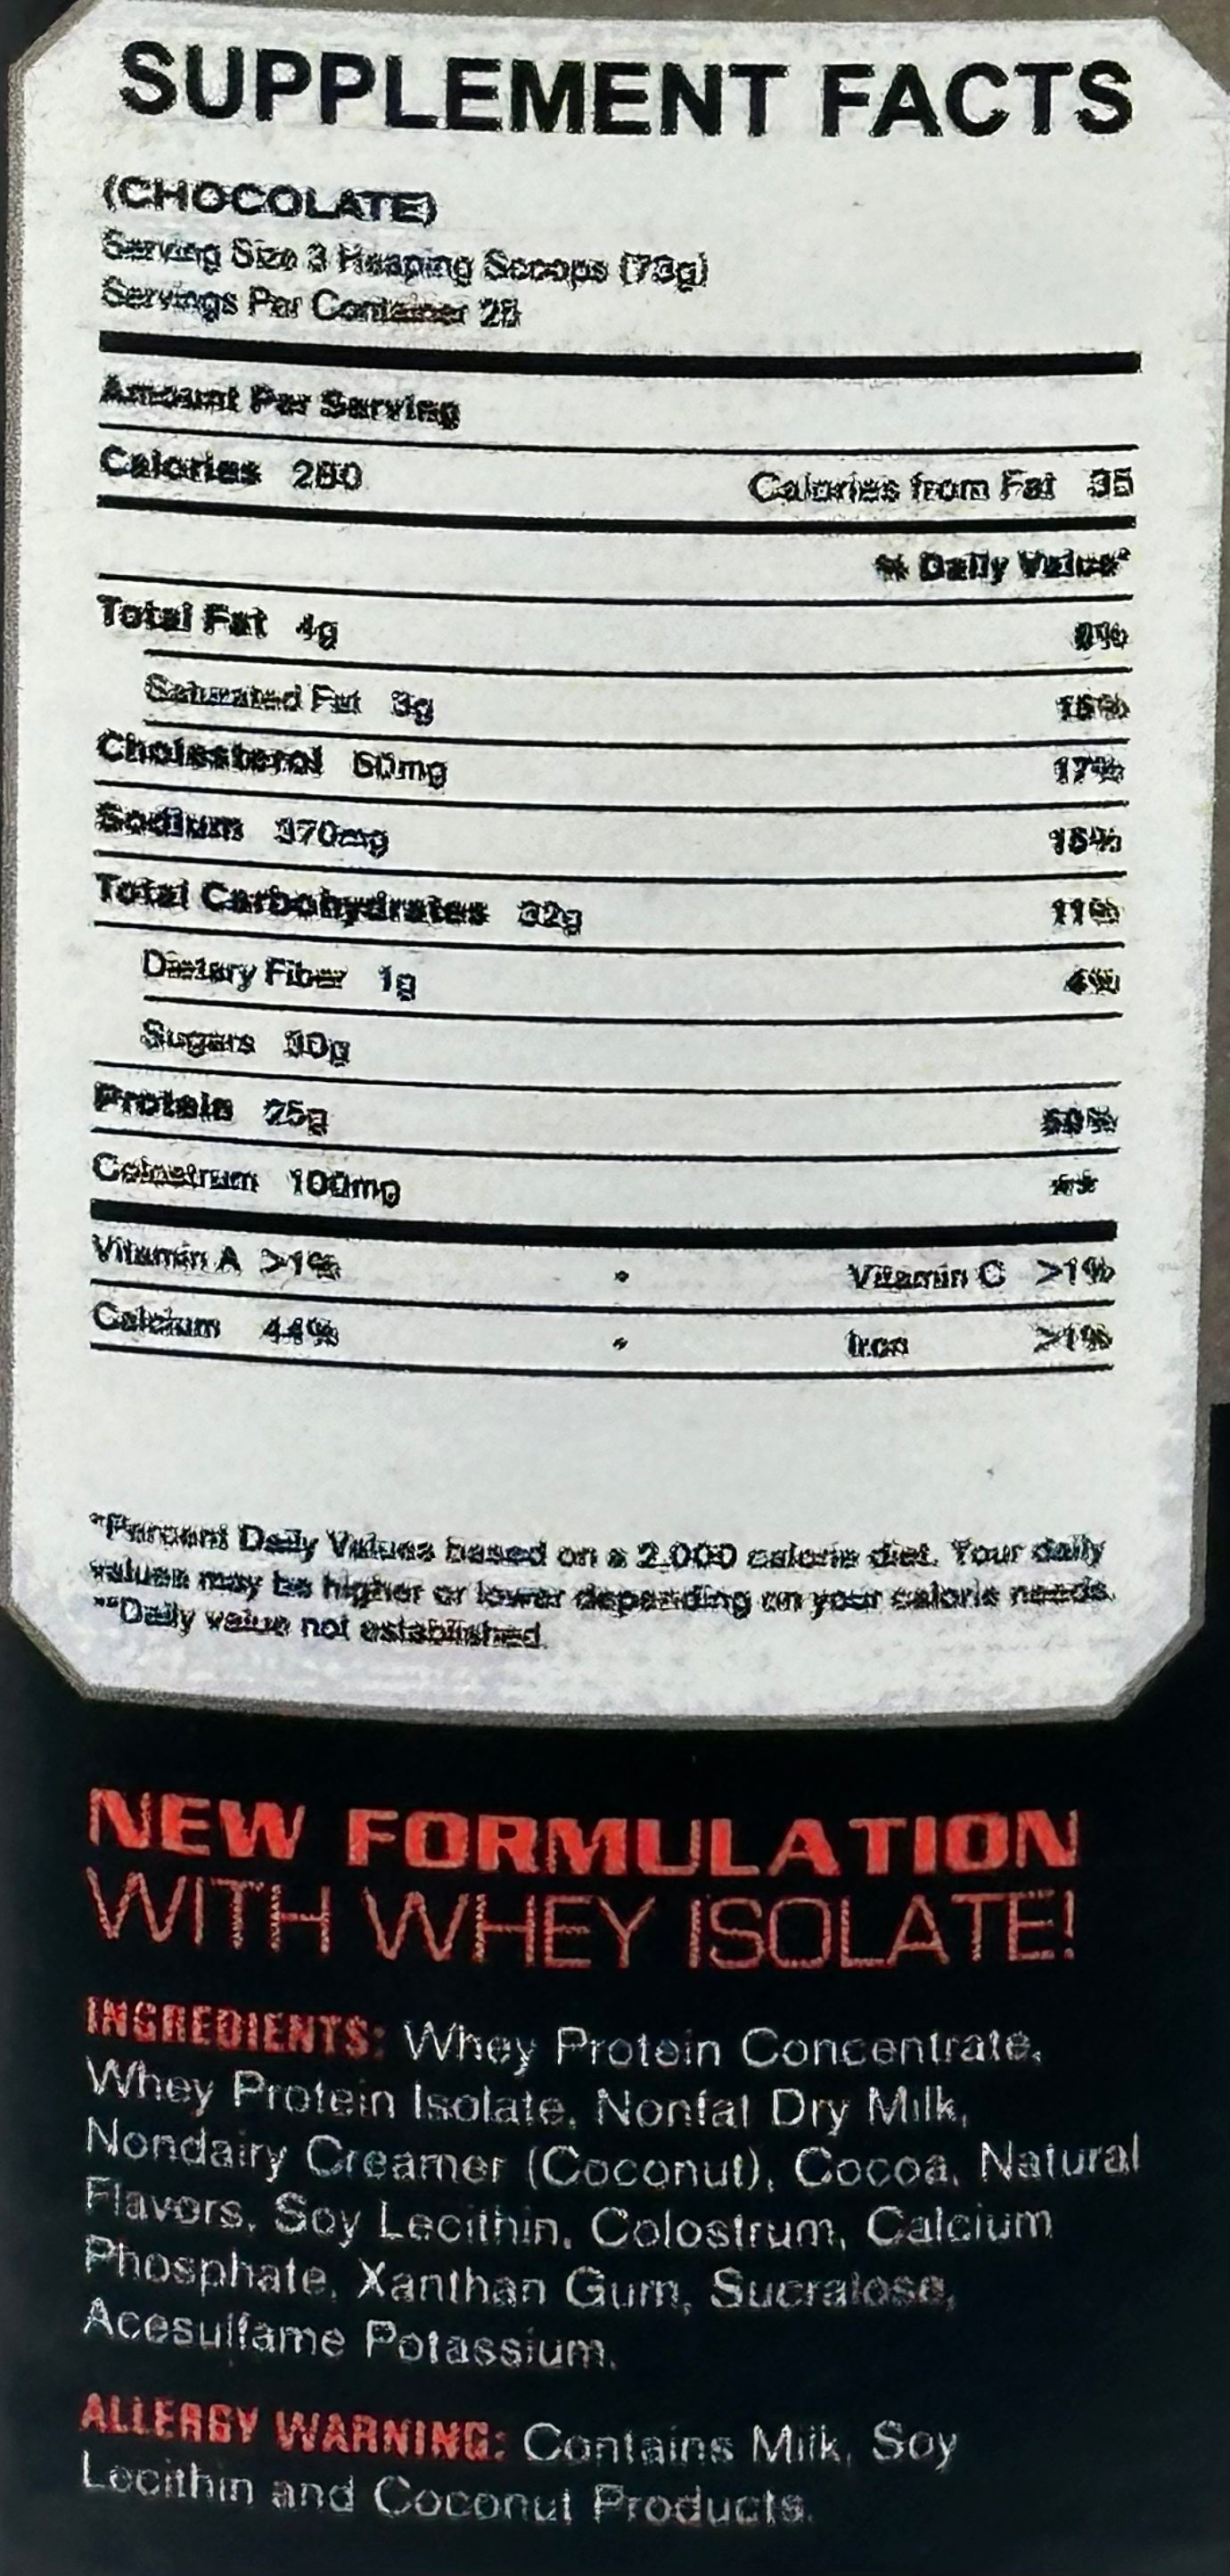 SUPPLEMENT FACTS
(CHOCOLATE)
Serving Size 3 Heaping Scoops (73g)
Servings Per Container
Amount Per Serving
Calories Calories from Fat 35
% Daily Value*
Total Fat 4g
Saturated Fat 3g 15%
Cholesterol mg 17%
Sodium 370mg 15%
Total Carbohydrates 32g 11%
Dietary Fiber 1g 4%
Sugars
Protein 25g 50%
Colostrum 100mg **
Vitamin A >1% • Vitamin C >1%
Calcium 44% • Iron >1%
*Percent Daily Values based on a 2,000 calorie diet. Your daily
values may be higher or lower depending on your calorie needs.
**Daily value not established.
NEW FORMULATION
WITH WHEY ISOLATE!
INGREDIENTS: Whey Protein Concentrate,
Whey Protein Isolate, Nonfat Dry Milk,
Nondairy Creamer (Coconut), Cocoa, Natural
Flavors, Soy Lecithin, Colostrum, Calcium
Phosphate, Xanthan Gum, Sucralose,
Acesulfame Potassium.
ALLERGY WARNING: Contains Milk, Soy
Lecithin and Coconut Products.